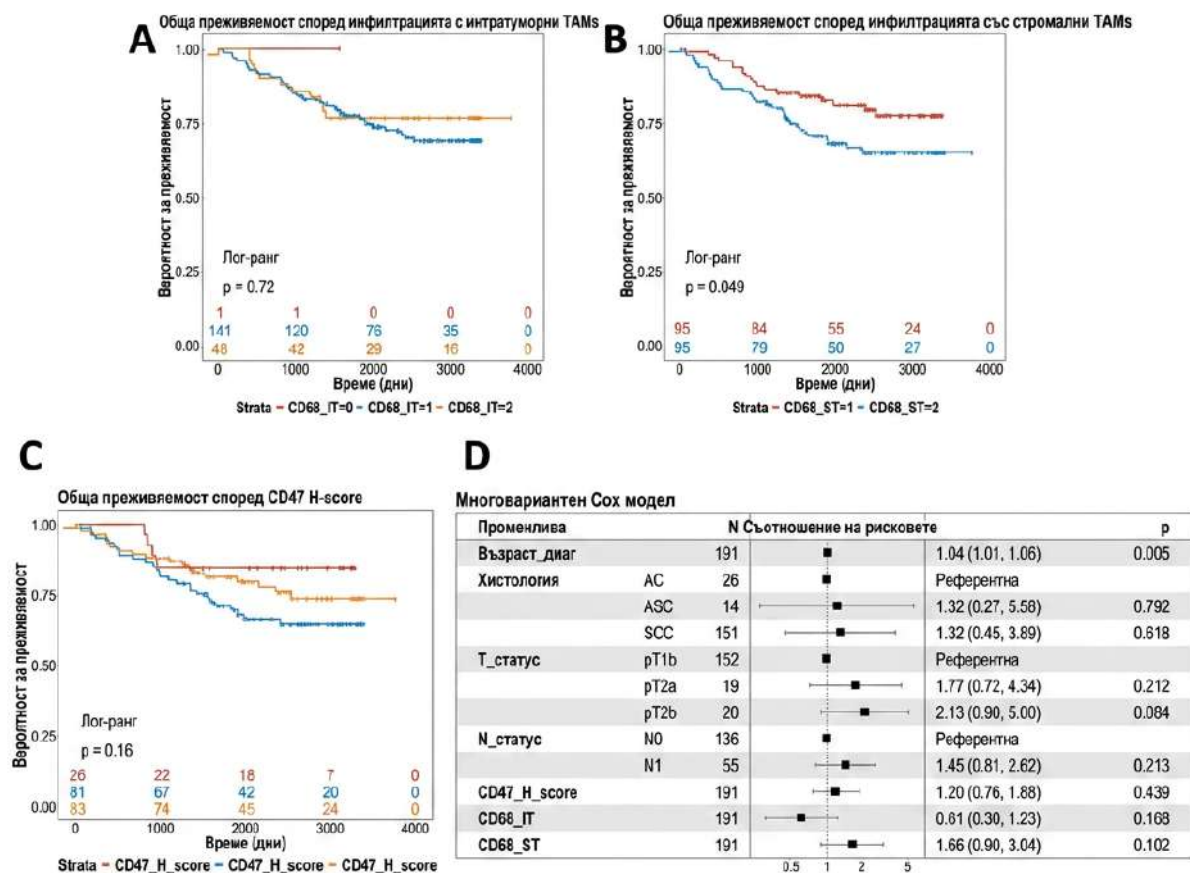 A
Обща преживяемост според инфилтрацията с интратуморни TAMs
Вероятност за преживяемост
1.00
0.75
0.50
0.25
0.00
Лог-ранг
p = 0.72
1 1 0 0 0
141 120 76 35 0
48 42 29 16 0
0 1000 2000 3000 4000
Време (дни)
Strata CD68_IT=0 CD68_IT=1 CD68_IT=2
B
Обща преживяемост според инфилтрацията със стромални TAMs
Вероятност за преживяемост
1.00
0.75
0.50
0.25
0.00
Лог-ранг
p = 0.049
95 84 55 24 0
95 79 50 27 0
0 1000 2000 3000 4000
Време (дни)
Strata CD68_ST=1 CD68_ST=2
C
Обща преживяемост според CD47 H-score
Вероятност за преживяемост
1.00
0.75
0.50
0.25
0.00
Лог-ранг
p = 0.16
26 22 18 7 0
81 67 42 20 0
83 74 45 24 0
0 1000 2000 3000 4000
Време (дни)
Strata CD47_H_score CD47_H_score CD47_H_score
D
Многовариантен Cox модел
Променлива N Съотношение на рисковете p
Възраст_диаг 191 1.04 (1.01, 1.06) 0.005
Хистология AC 26 Референтна
ASC 14 1.32 (0.27, 5.58) 0.792
SCC 151 1.32 (0.45, 3.89) 0.618
Т_статус pT1b 152 Референтна
pT2a 19 1.77 (0.72, 4.34) 0.212
pT2b 20 2.13 (0.90, 5.00) 0.084
N_статус N0 136 Референтна
N1 55 1.45 (0.81, 2.62) 0.213
CD47_H_score 191 1.20 (0.76, 1.88) 0.439
CD68_IT 191 0.61 (0.30, 1.23) 0.168
CD68_ST 191 1.66 (0.90, 3.04) 0.102
0.5 1 2 5